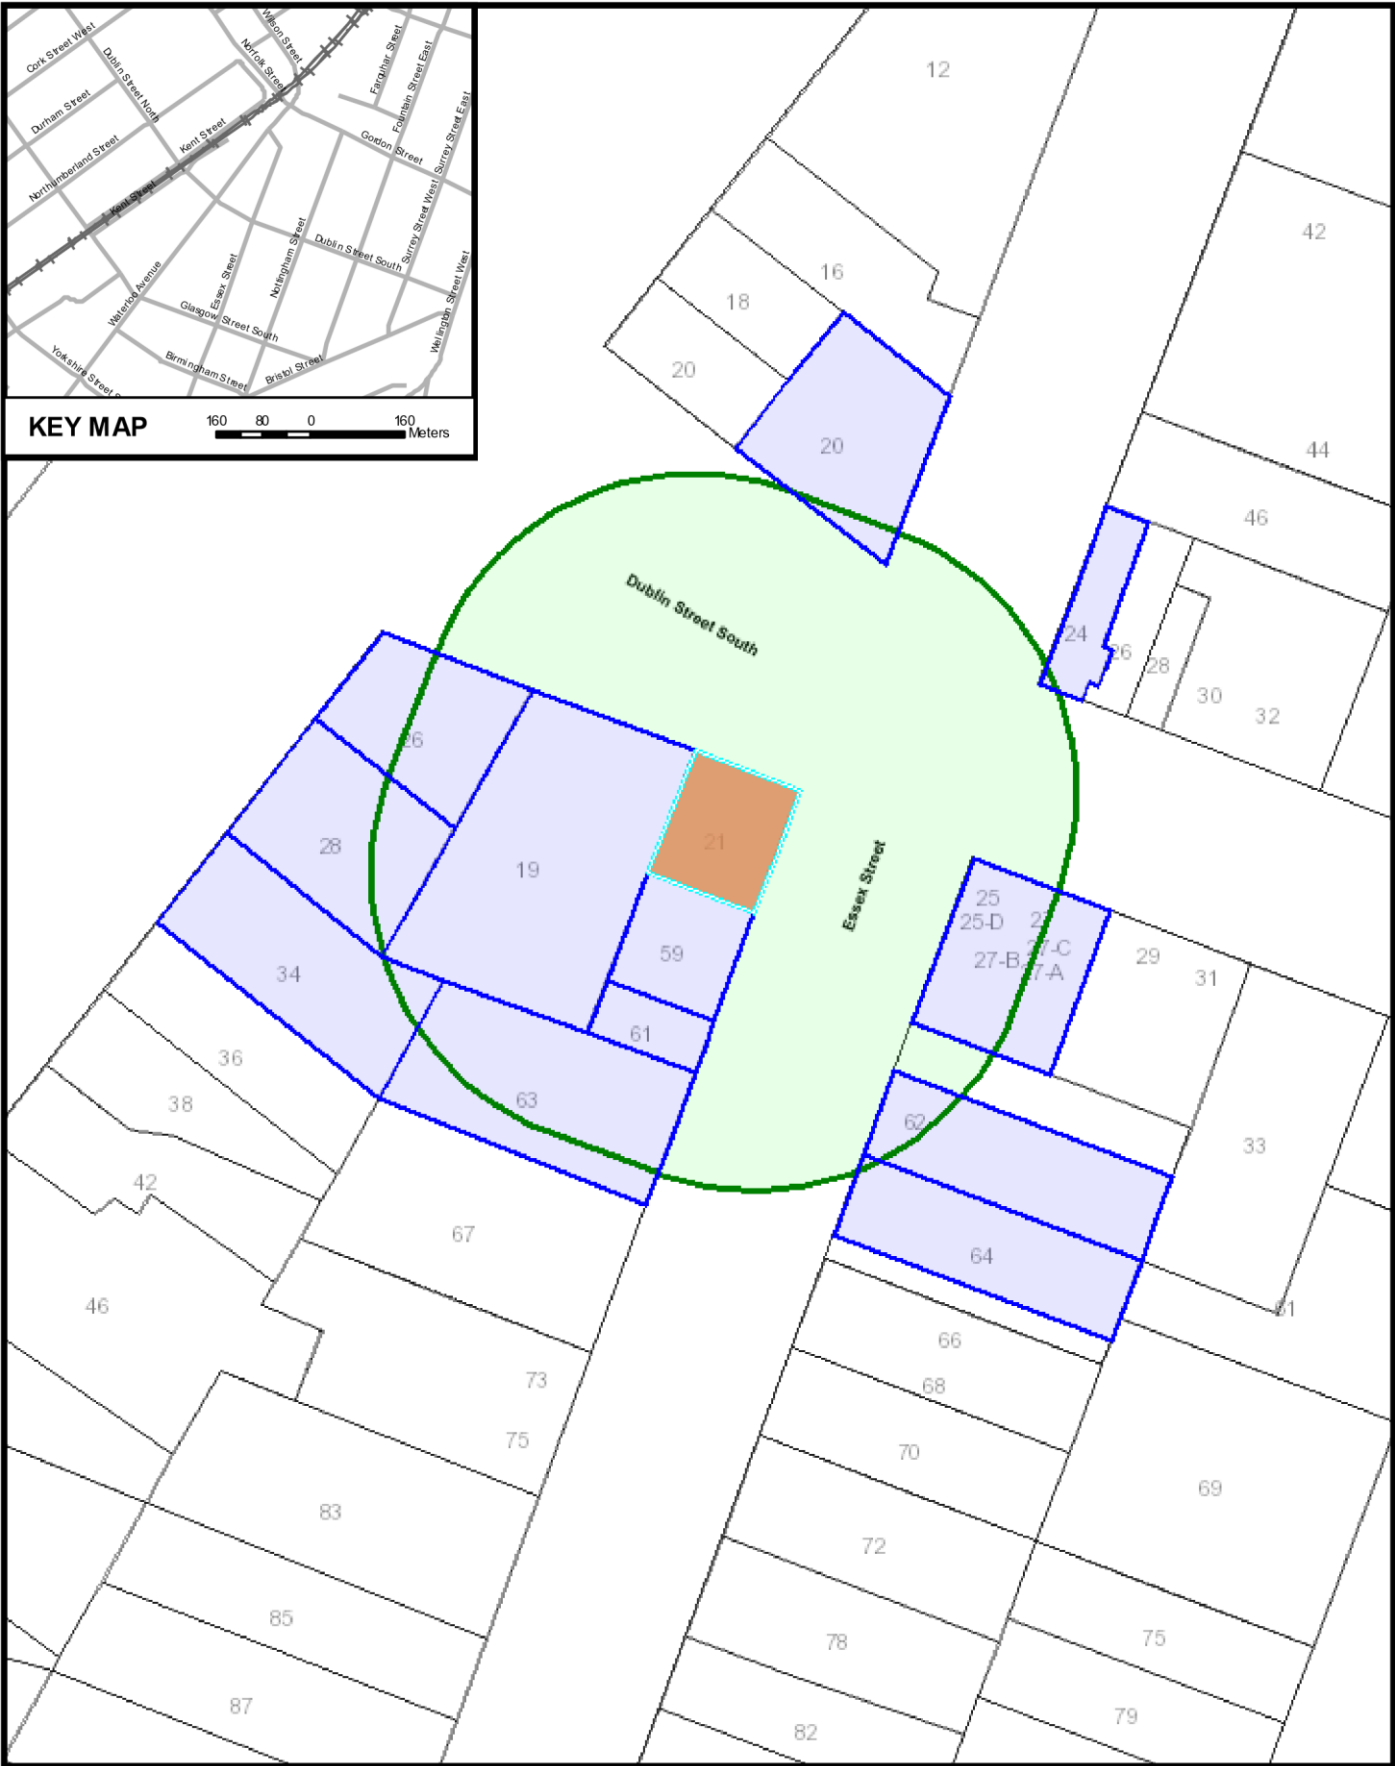 Cork Street West
Dublin Street North
Wilson Street
Norfolk Street
Farquhar Street
Fountain Street East
Surrey Street East
Durham Street
Northumberland Street
Kent Street
Kent Street
Gordon Street
Surrey Street West
Nottingham Street
Dublin Street South
Essex Street
Waterloo Avenue
Glasgow Street South
Wellington Street West
Birmingham Street
Bristol Street
Yorkshire Street S
KEY MAP
160 80 0 160
Meters
12
42
16
18
20
20
44
46
Dublin Street South
24
26
28
30
32
26
28
19
21
Essex Street
25
25-D
27-C
27-B
27-A
29
31
59
34
61
36
63
38
62
33
42
67
64
46
61
66
73
68
75
70
69
83
72
85
78
75
87
82
79